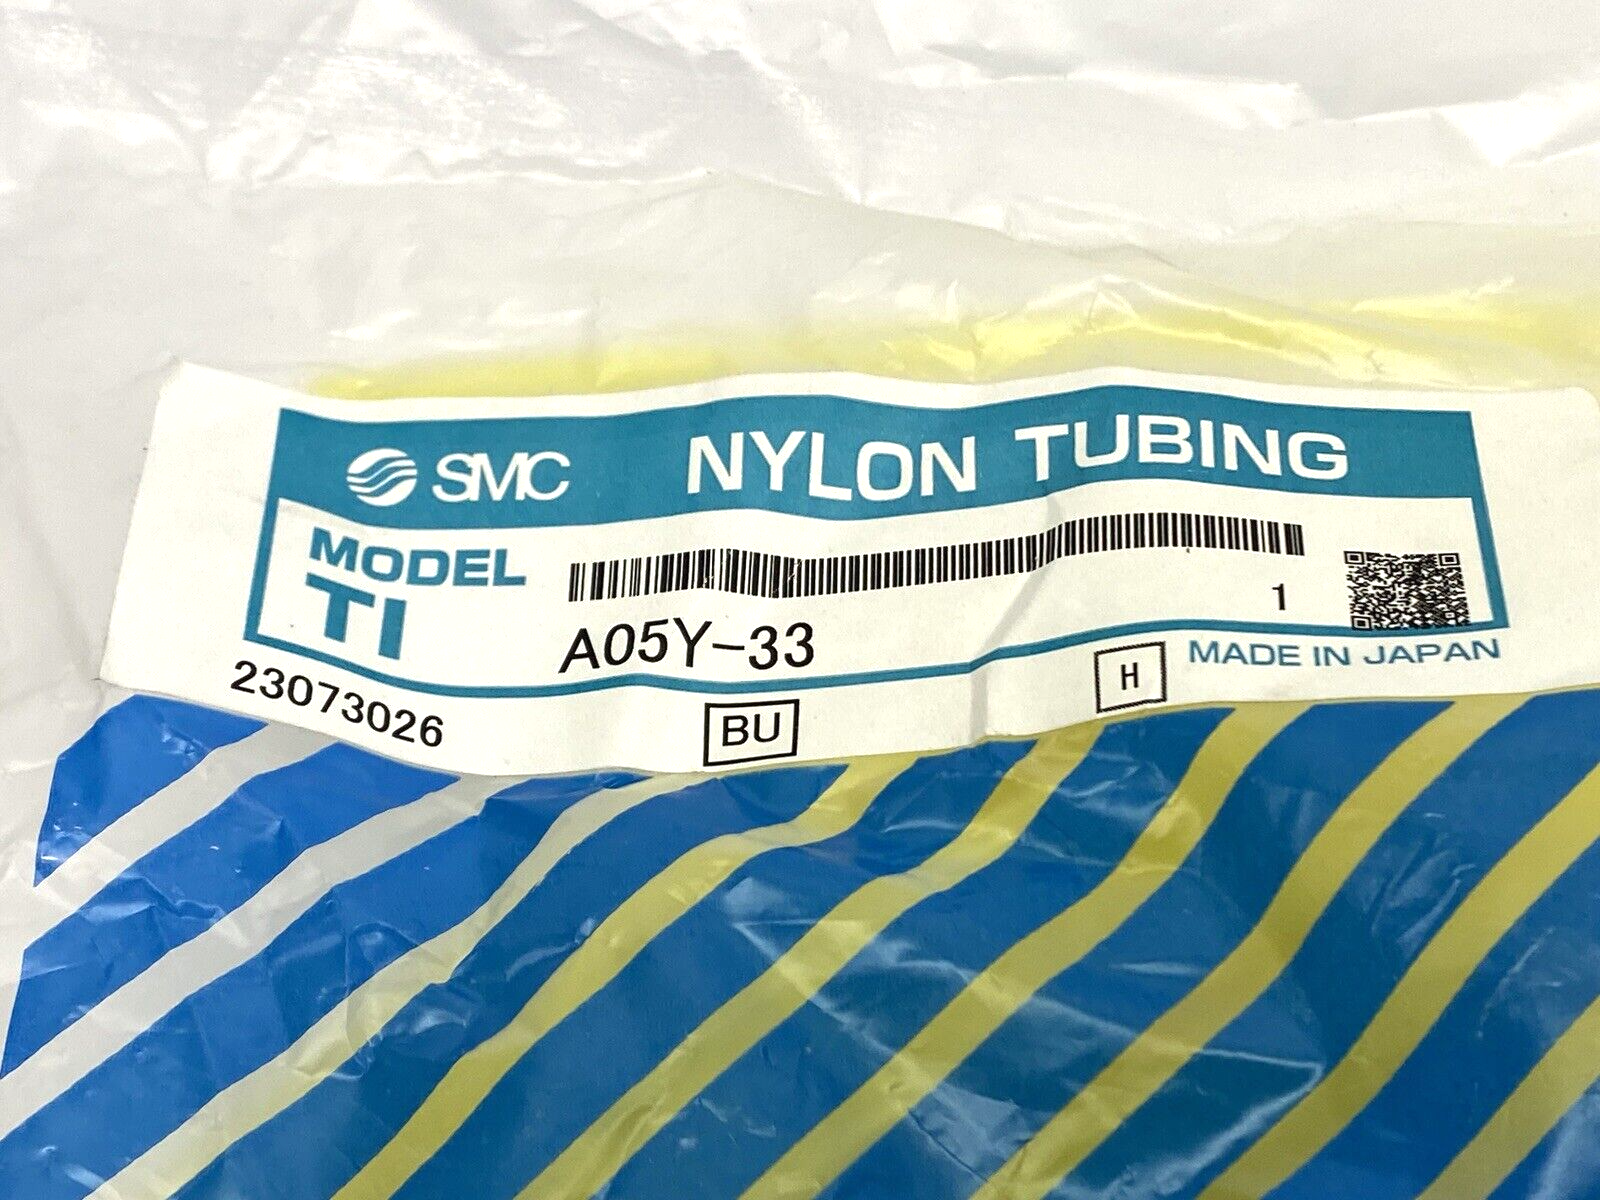 SMC NYLON TUBING
MODEL
TI
1
A05Y-33
MADE IN JAPAN
H
23073026
BU